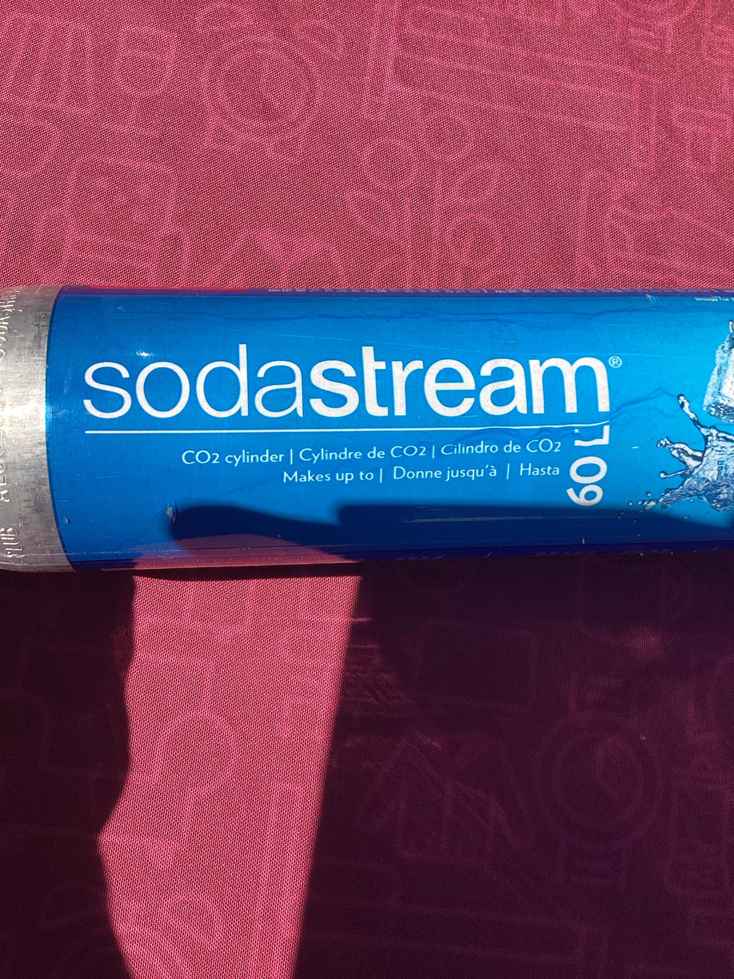 sodastream®
CO2 cylinder | Cylindre de CO2 | Cilindro de CO2
Makes up to | Donne jusqu'à | Hasta
60 L